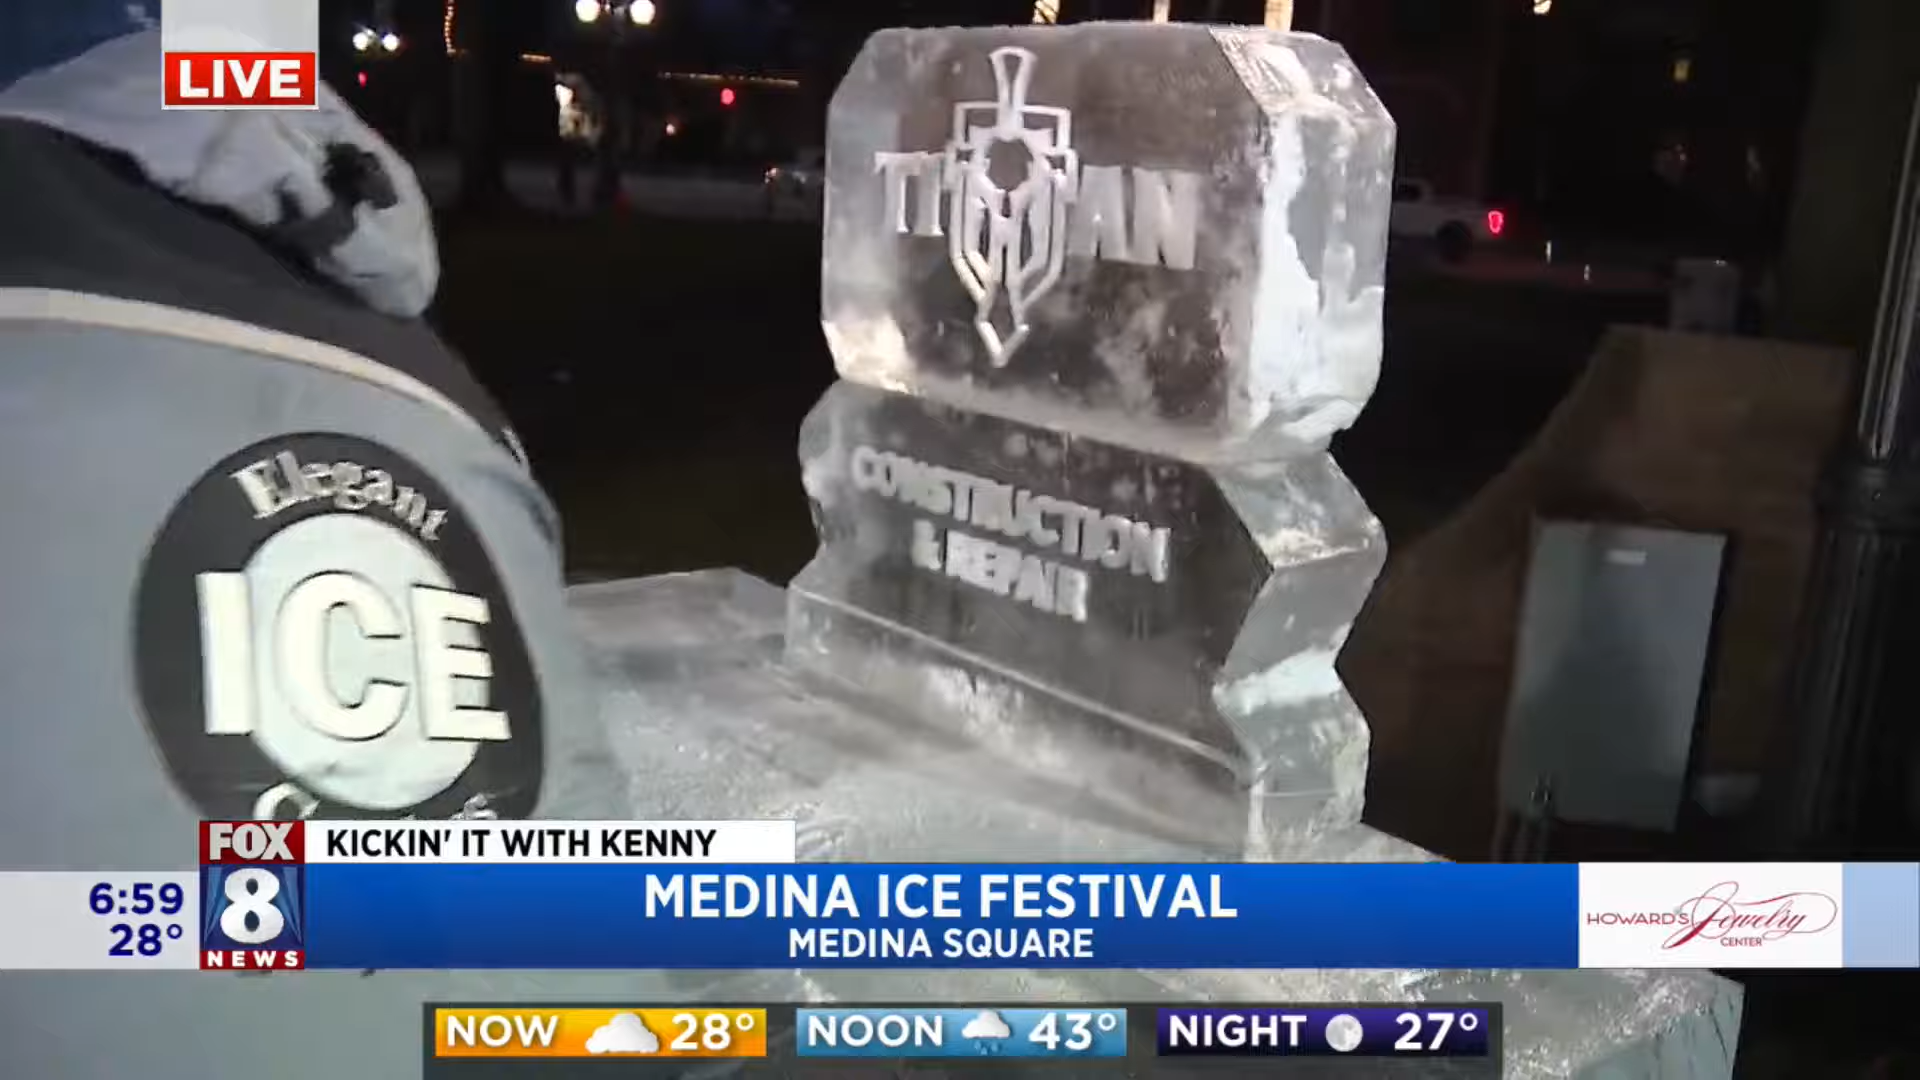 LIVE
TITAN
CONSTRUCTION
& REPAIR
Elegant
ICE
FOX
8
NEWS
KICKIN' IT WITH KENNY
6:59
28°
MEDINA ICE FESTIVAL
MEDINA SQUARE
HOWARD'S Jewelry
CENTER
NOW 28°
NOON 43°
NIGHT 27°